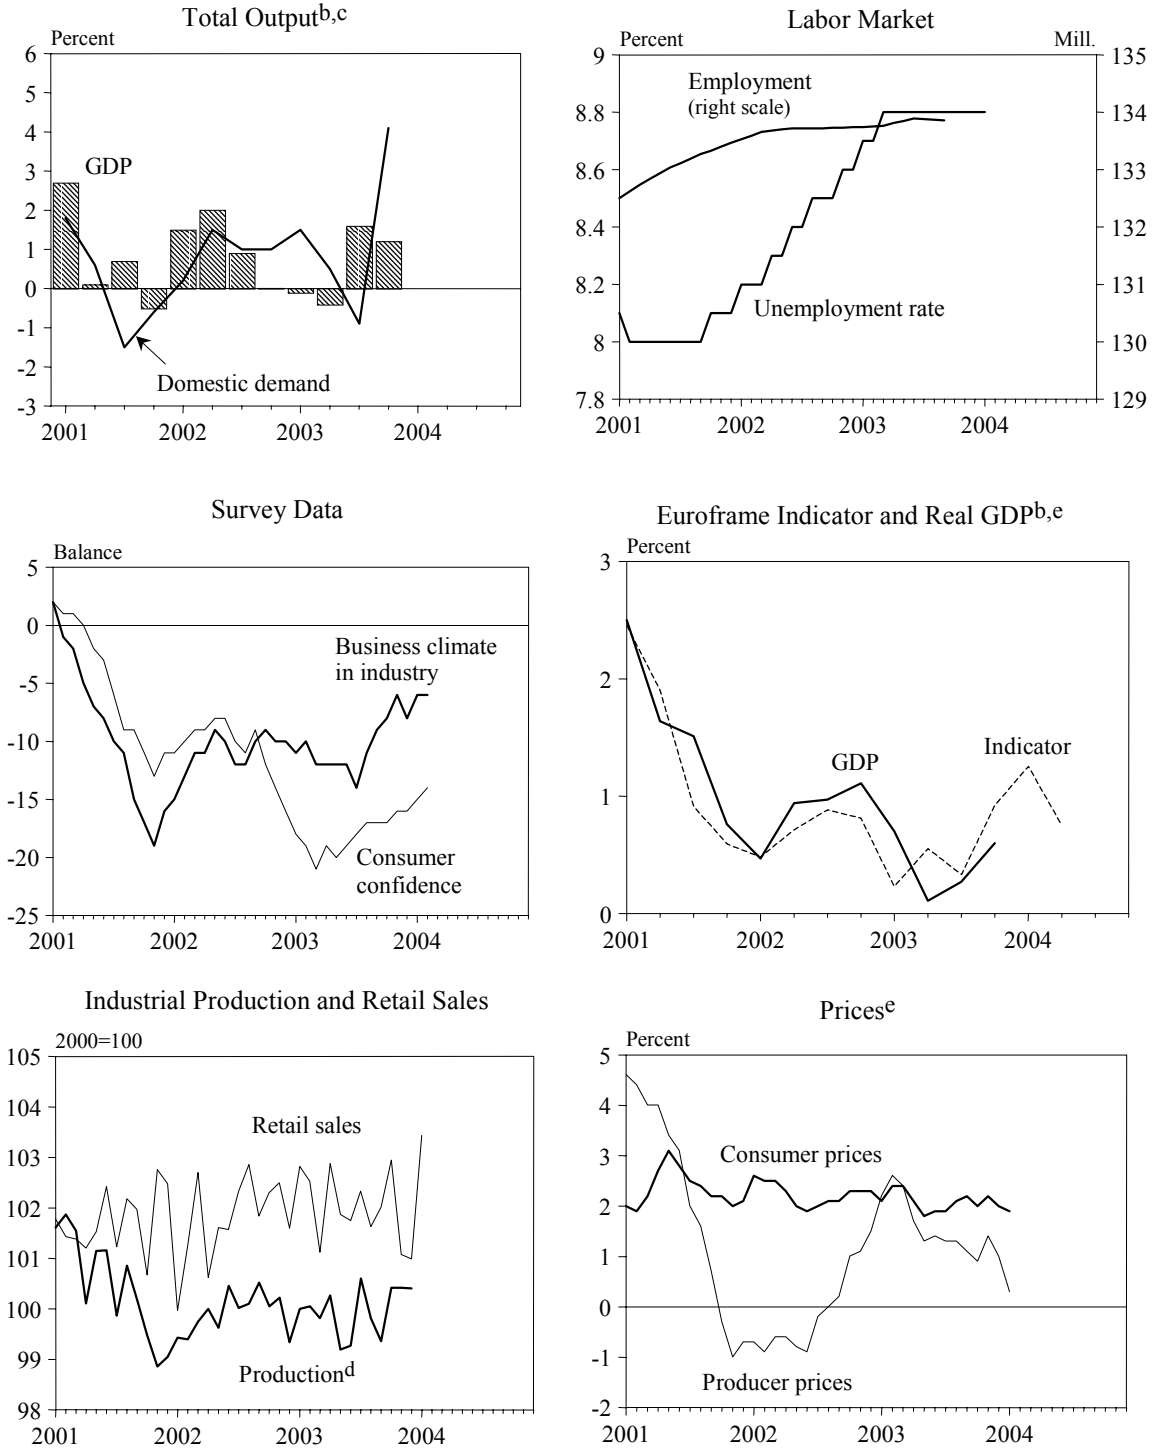 Total Outputb,c
Percent
6
5
4
3
2
1
0
-1
-2
-3
GDP
Domestic demand
2001 2002 2003 2004
Labor Market
Percent Mill.
9 135
8.8 134
8.6 133
8.4 132
8.2 131
8 130
7.8 129
Employment
(right scale)
Unemployment rate
2001 2002 2003 2004
Survey Data
Balance
5
0
-5
-10
-15
-20
-25
Business climate
in industry
Consumer
confidence
2001 2002 2003 2004
Euroframe Indicator and Real GDPb,e
Percent
3
2
1
0
GDP
Indicator
2001 2002 2003 2004
Industrial Production and Retail Sales
2000=100
105
104
103
102
101
100
99
98
Retail sales
Productiond
2001 2002 2003 2004
Pricese
Percent
5
4
3
2
1
0
-1
-2
Consumer prices
Producer prices
2001 2002 2003 2004